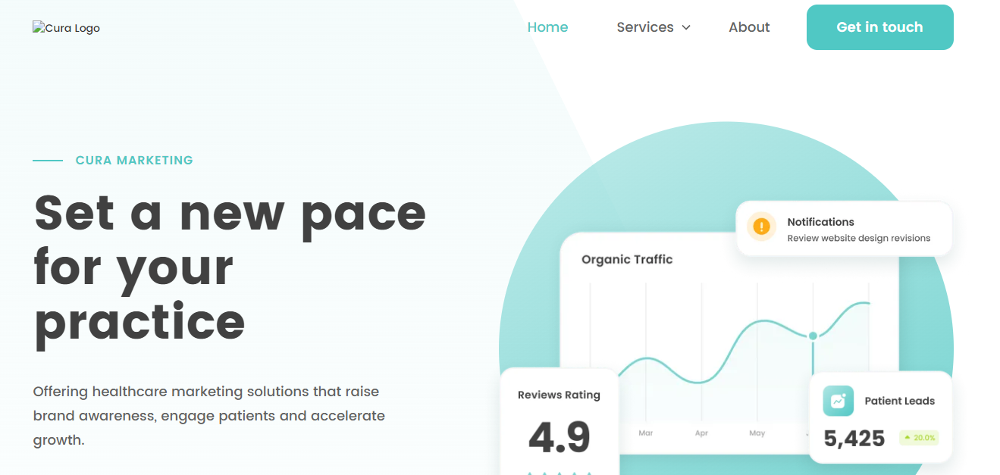 Cura Logo
Home
Services
About
Get in touch
CURA MARKETING
Set a new pace
for your
practice
Offering healthcare marketing solutions that raise
brand awareness, engage patients and accelerate
growth.
Notifications
Review website design revisions
Organic Traffic
Mar
Apr
May
Reviews Rating
4.9
Patient Leads
5,425
20.0%